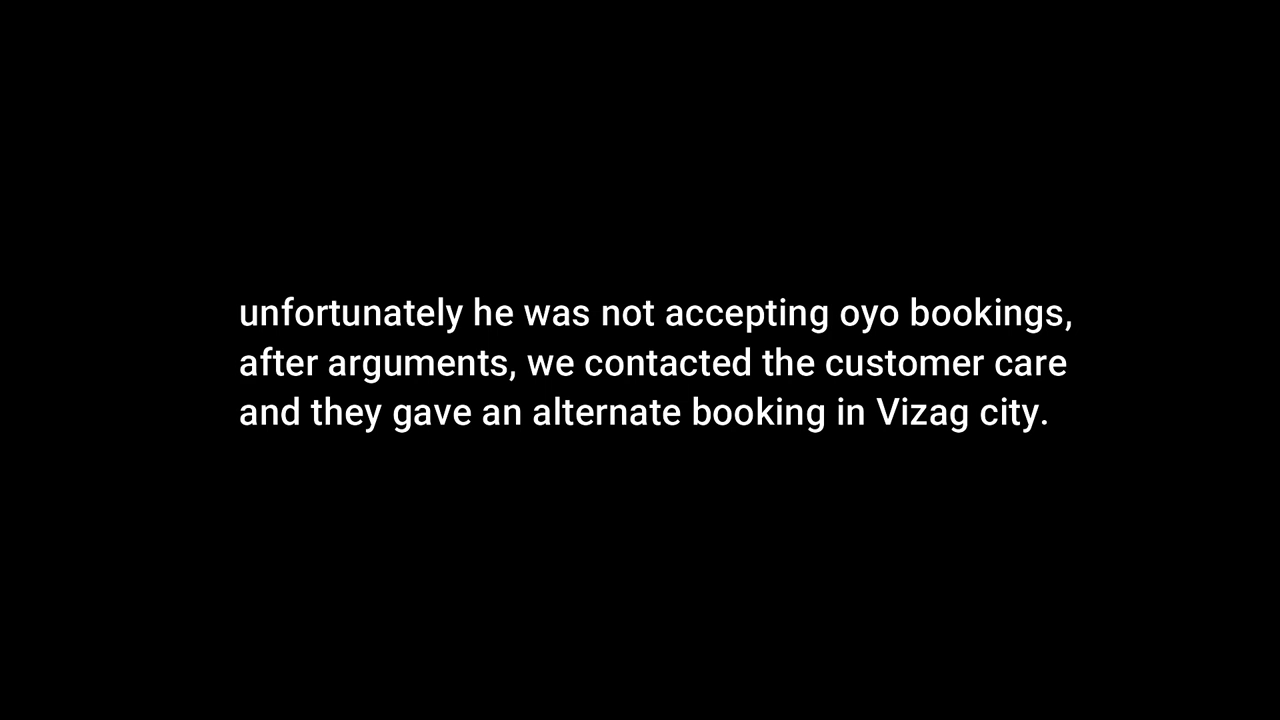 unfortunately he was not accepting oyo bookings,
after arguments, we contacted the customer care
and they gave an alternate booking in Vizag city.